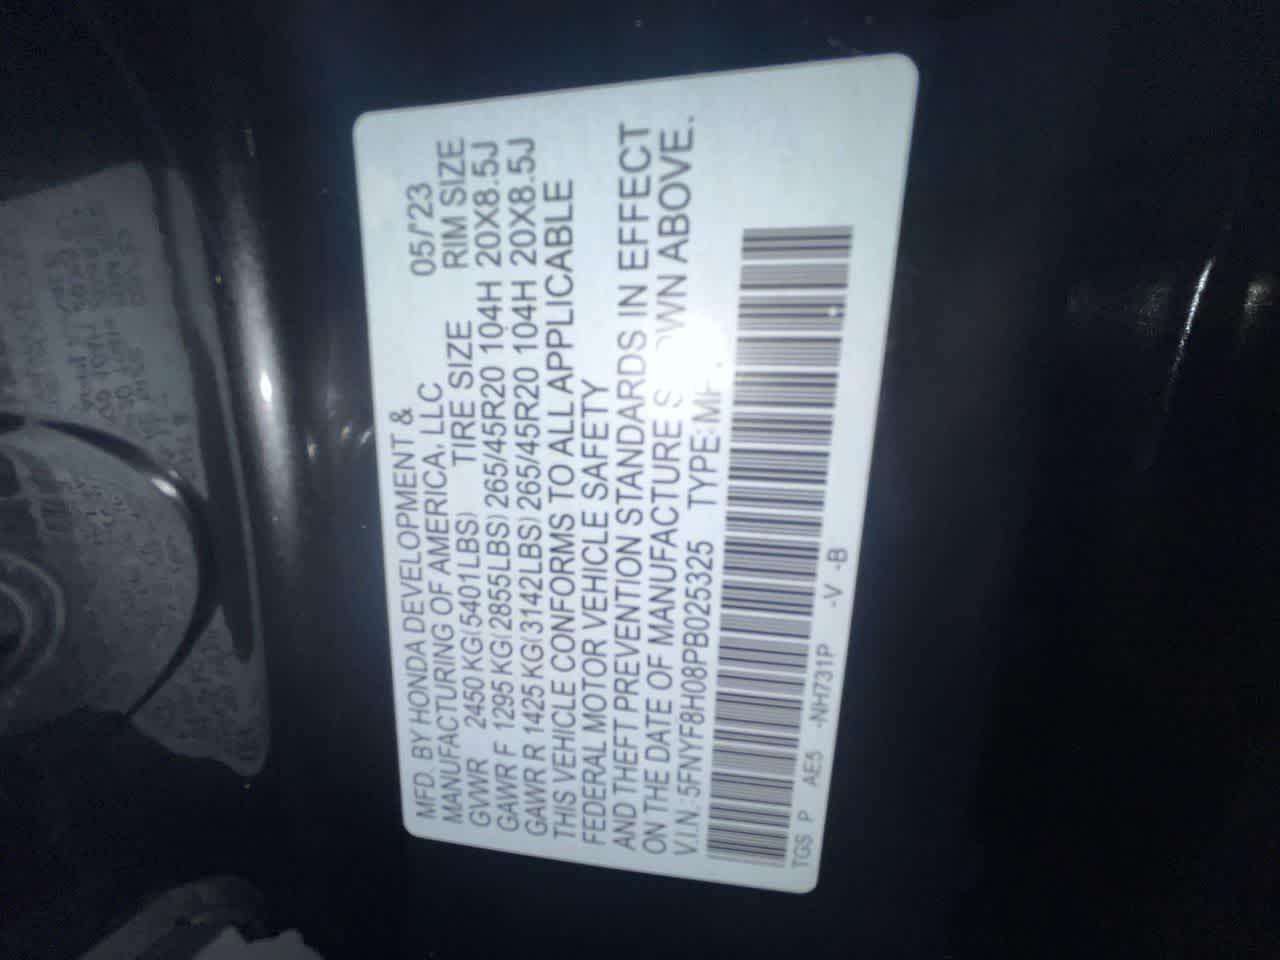 MFD. BY HONDA DEVELOPMENT &
MANUFACTURING OF AMERICA, LLC 05/'23
GVWR 2450 KG(5401LBS) TIRE SIZE RIM SIZE
GAWR F 1295 KG(2855LBS) 265/45R20 104H 20X8.5J
GAWR R 1425 KG(3142LBS) 265/45R20 104H 20X8.5J
THIS VEHICLE CONFORMS TO ALL APPLICABLE
FEDERAL MOTOR VEHICLE SAFETY
AND THEFT PREVENTION STANDARDS IN EFFECT
ON THE DATE OF MANUFACTURE ABOVE.
V.I.N.: 5FNYF8H08PB025325 TYPE:
TGS P AE5 -NH731P -V -B